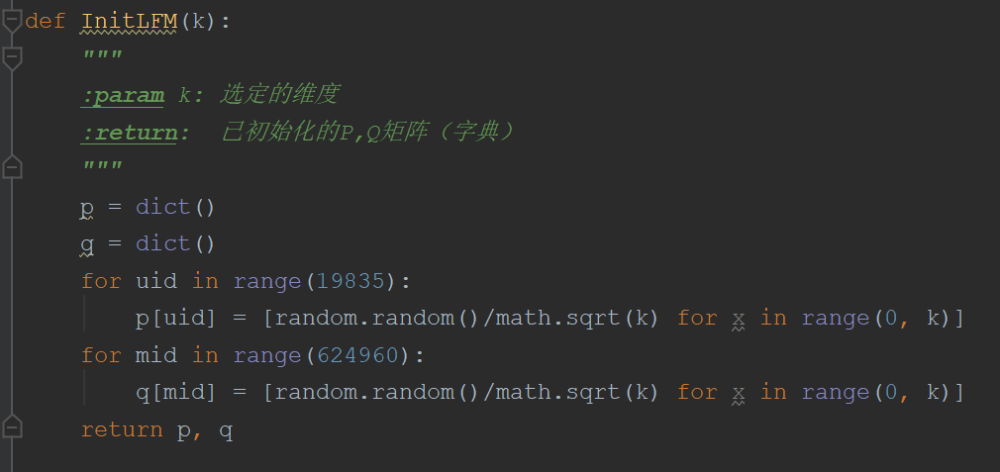 def InitLFM(k):
    """
    :param k: 选定的维度
    :return:  已初始化的P,Q矩阵（字典）
    """
    p = dict()
    q = dict()
    for uid in range(19835):
        p[uid] = [random.random()/math.sqrt(k) for x in range(0, k)]
    for mid in range(624960):
        q[mid] = [random.random()/math.sqrt(k) for x in range(0, k)]
    return p, q